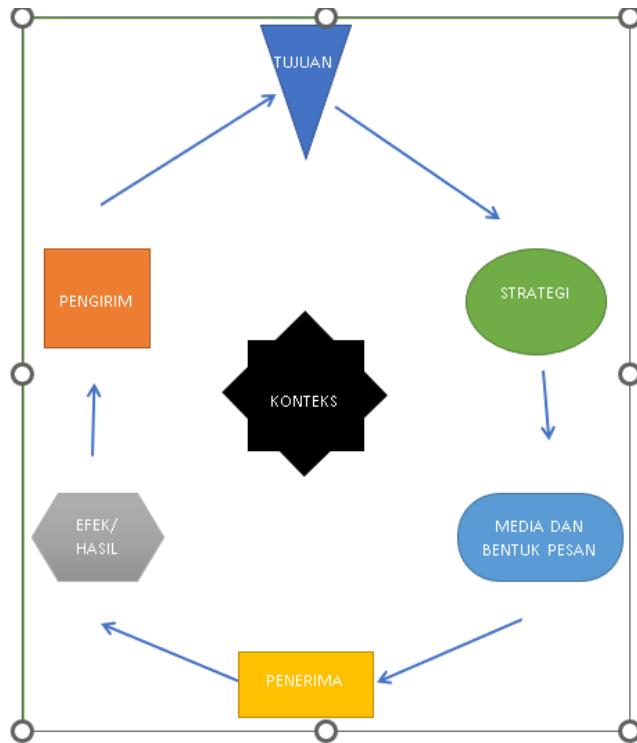 TUJUAN
STRATEGI
PENGIRIM
KONTEKS
MEDIA DAN
BENTUK PESAN
EFEK/
HASIL
PENERIMA